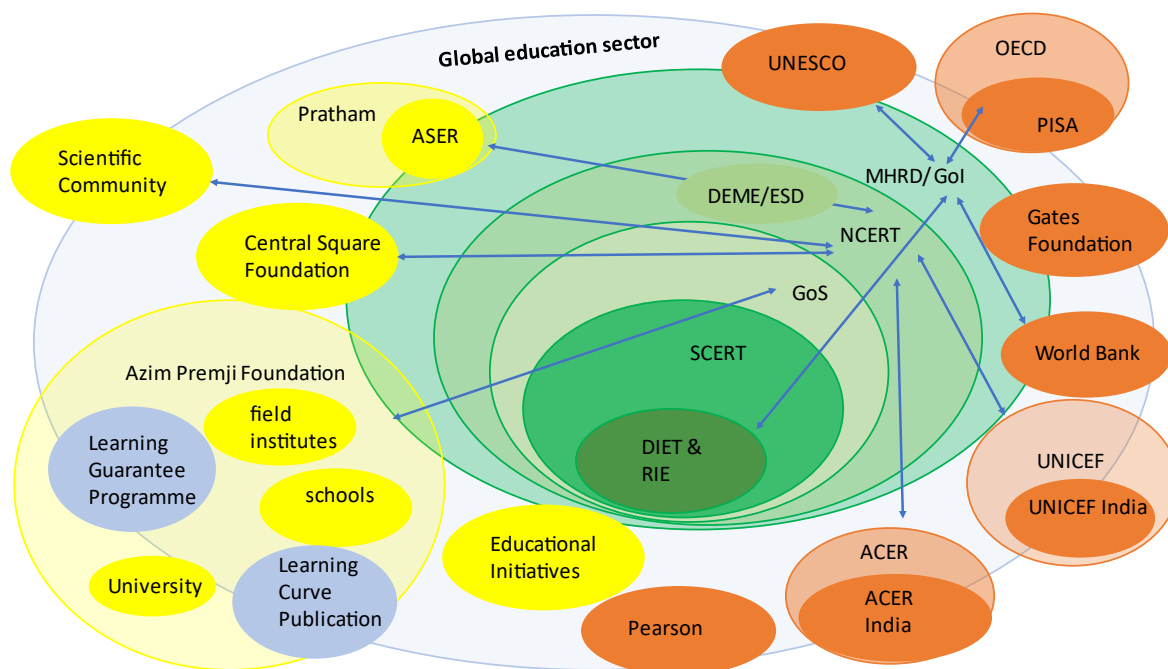 Global education sector
UNESCO
OECD
PISA
Pratham
ASER
Scientific
Community
DEME/ESD
MHRD/ GoI
NCERT
Gates
Foundation
Central Square
Foundation
GoS
SCERT
World Bank
Azim Premji Foundation
field
institutes
Learning
Guarantee
Programme
DIET &
RIE
UNICEF
UNICEF India
schools
Educational
Initiatives
ACER
ACER
India
University
Learning
Curve
Publication
Pearson